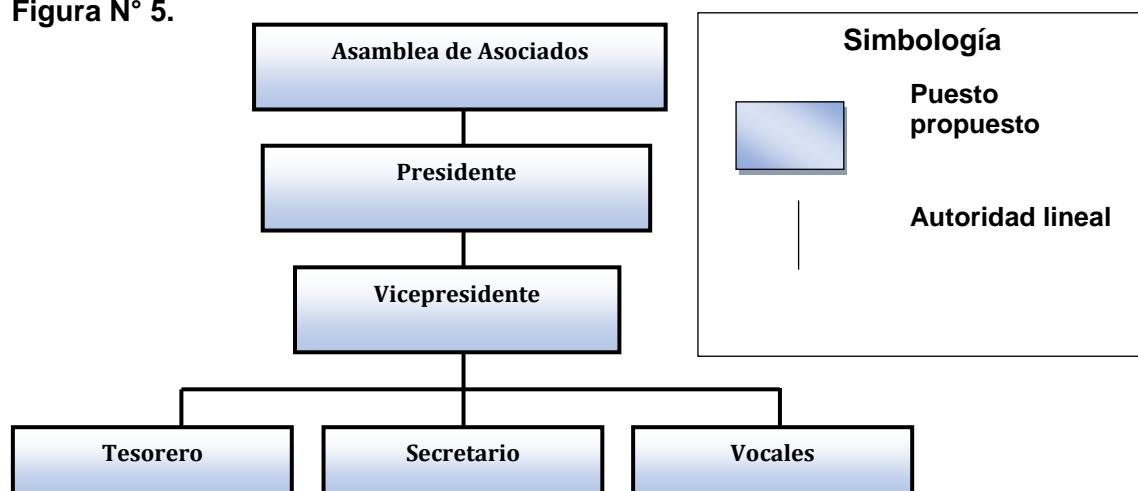 Figura N° 5.
Asamblea de Asociados
Presidente
Vicepresidente
Tesorero
Secretario
Vocales
Simbología
Puesto
propuesto
Autoridad lineal